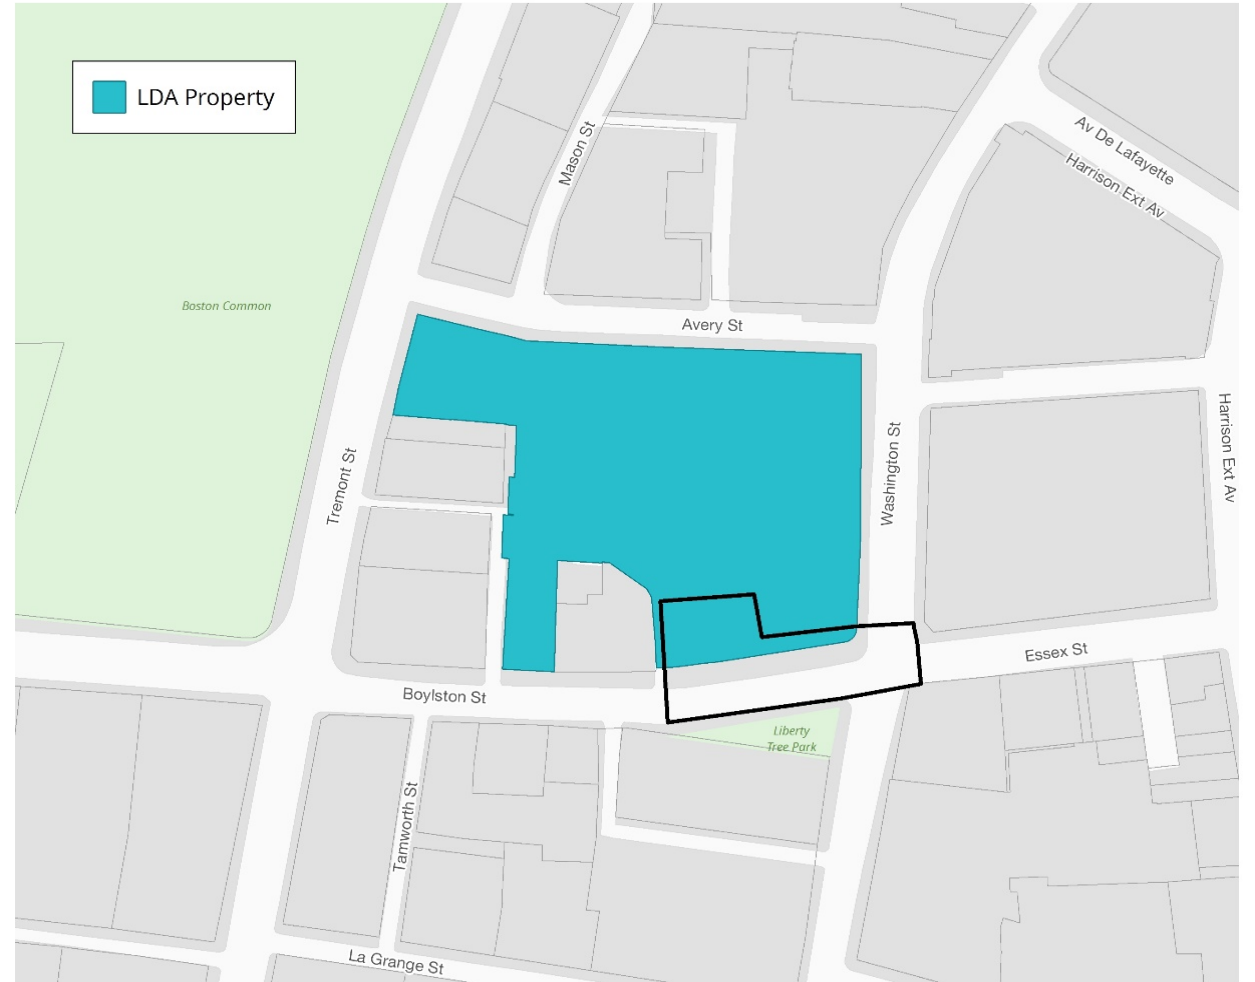 LDA Property
Mason St
Av De Lafayette
Harrison Ext Av
Boston Common
Avery St
Tremont St
Washington St
Harrison Ext Av
Essex St
Boylston St
Liberty
Tree Park
Tamworth St
La Grange St